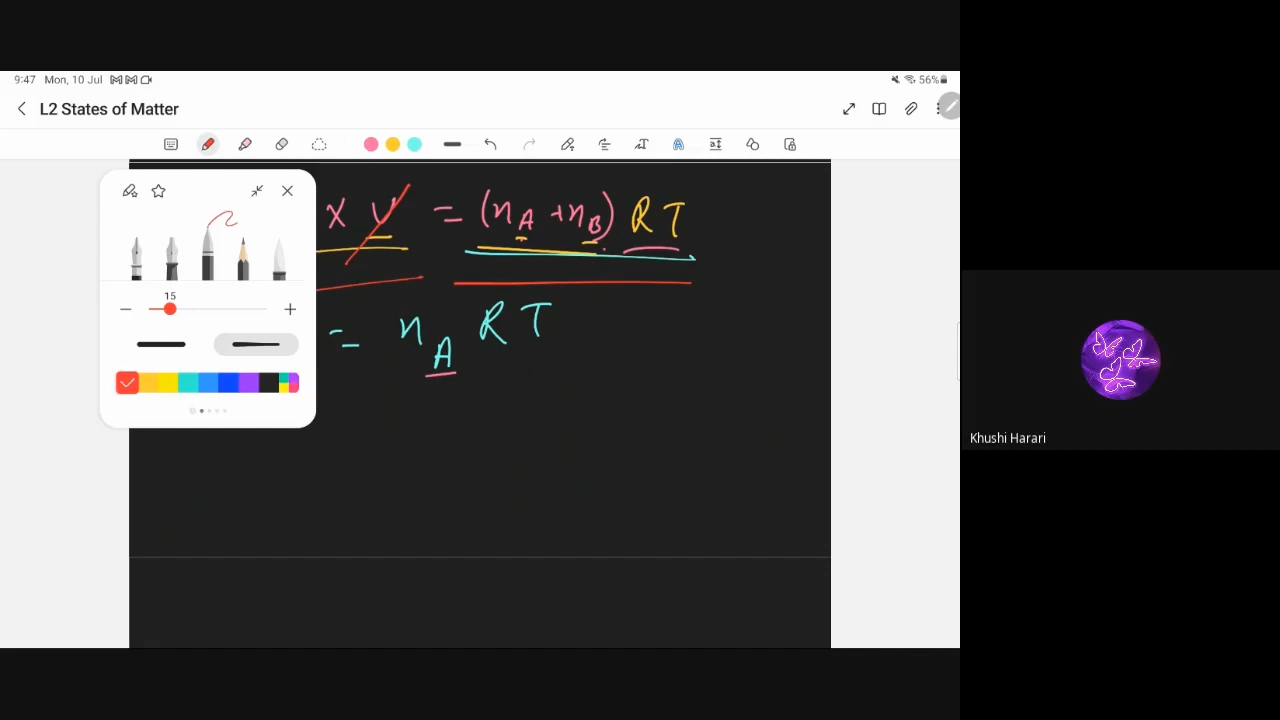 9:47 Mon, 10 Jul 56%
L2 States of Matter
x V = (nA + nB) RT
15
= nA RT
Khushi Harari